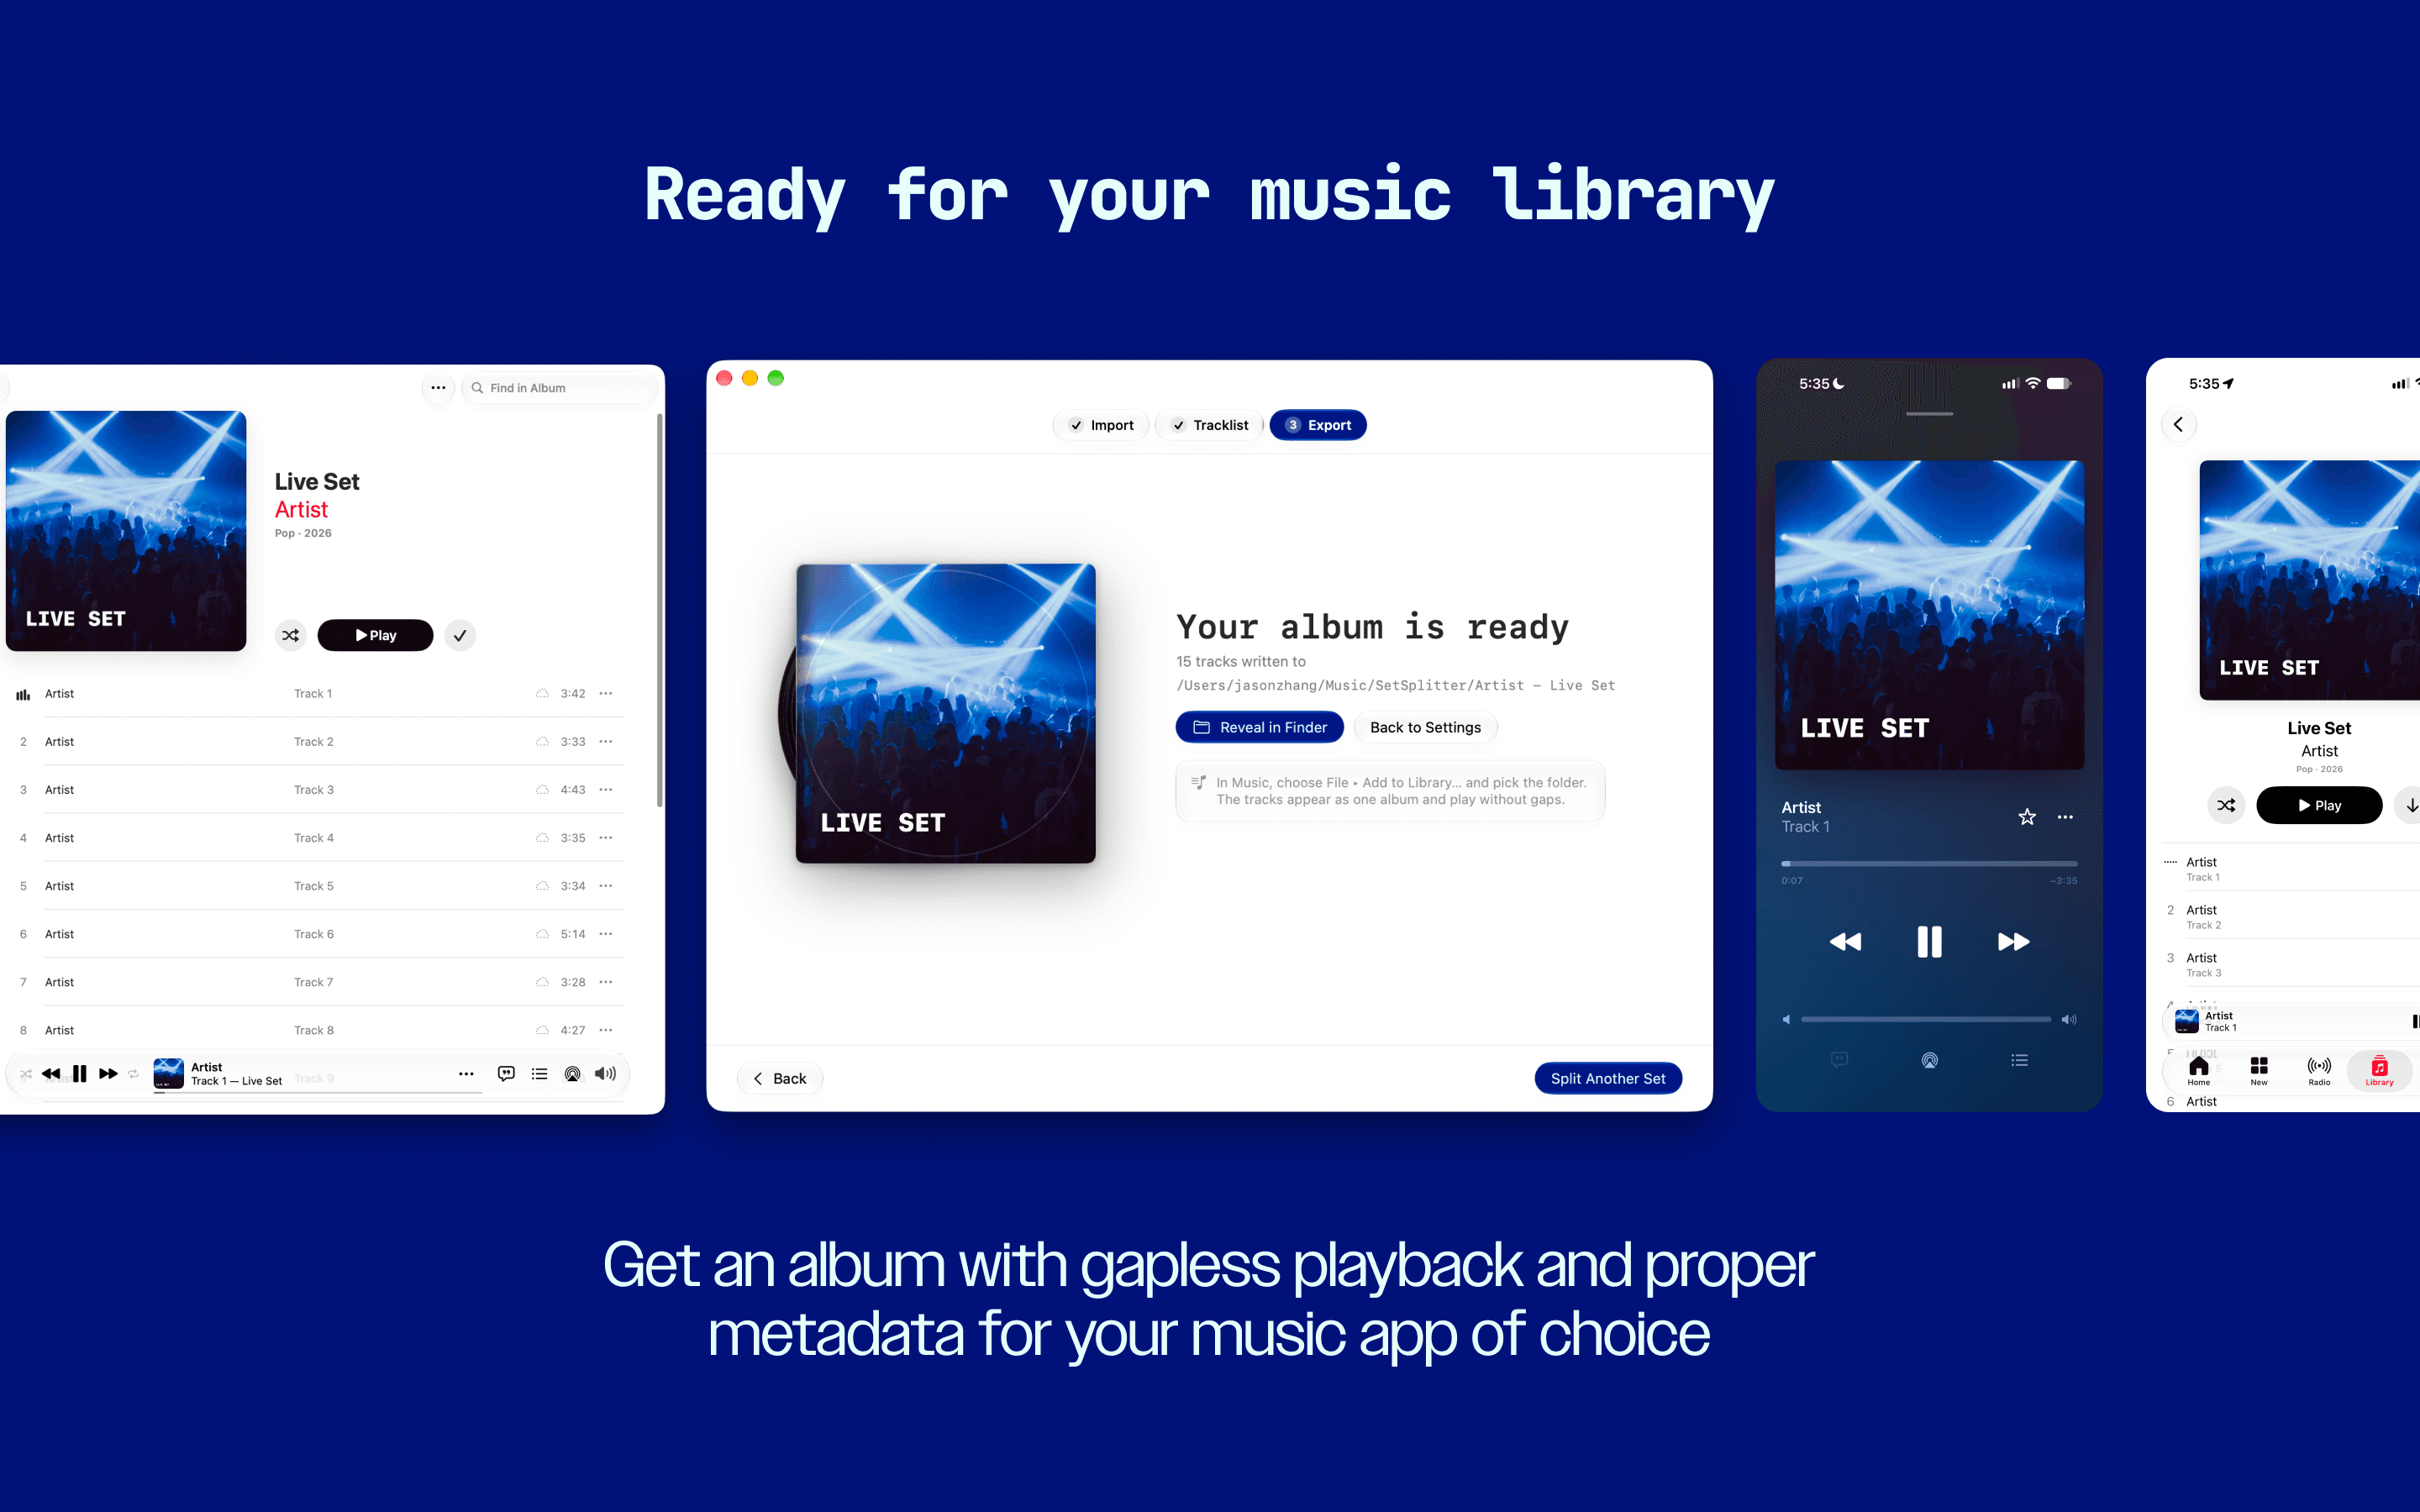 Ready for your music library
Find in Album
LIVE SET
Live Set
Artist
Pop · 2026
Play
Artist Track 1 3:42
2 Artist Track 2 3:33
3 Artist Track 3 4:43
4 Artist Track 4 3:35
5 Artist Track 5 3:34
6 Artist Track 6 5:14
7 Artist Track 7 3:28
8 Artist Track 8 4:27
Artist
Track 1 — Live Set
Track 9
Import
Tracklist
3 Export
LIVE SET
Your album is ready
15 tracks written to
/Users/jasonzhang/Music/SetSplitter/Artist – Live Set
Reveal in Finder
Back to Settings
In Music, choose File ▸ Add to Library... and pick the folder.
The tracks appear as one album and play without gaps.
Back
Split Another Set
5:35
LIVE SET
Artist
Track 1
0:07
−3:35
5:35
LIVE SET
Live Set
Artist
Pop · 2026
Play
Artist
Track 1
2 Artist
Track 2
3 Artist
Track 3
Artist
Track 1
Home
New
Radio
Library
6 Artist
Get an album with gapless playback and proper
metadata for your music app of choice